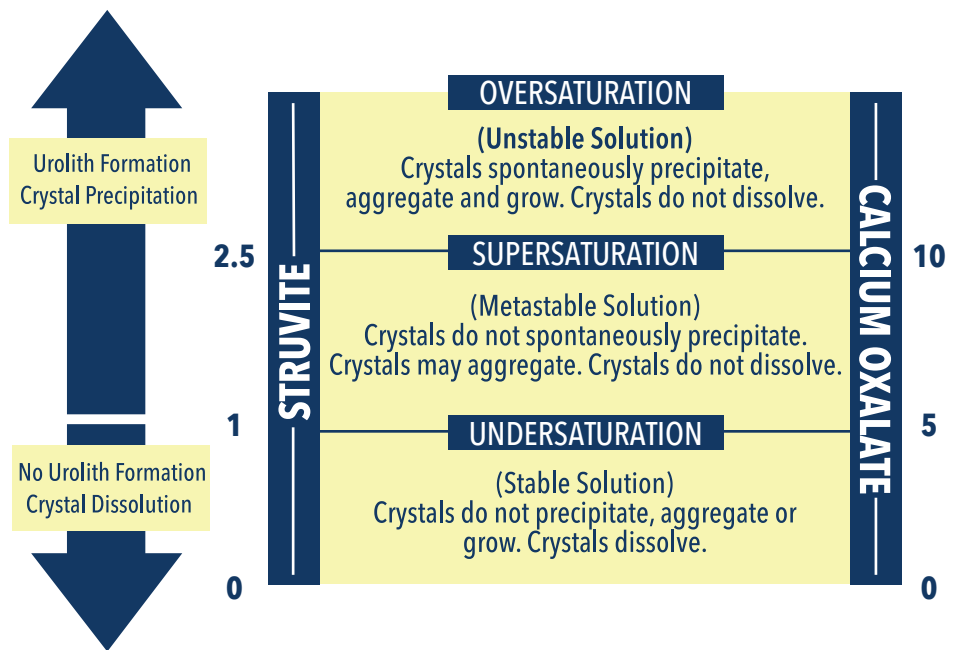 Urolith Formation
Crystal Precipitation
No Urolith Formation
Crystal Dissolution
2.5
1
0
STRUVITE
OVERSATURATION
(Unstable Solution)
Crystals spontaneously precipitate,
aggregate and grow. Crystals do not dissolve.
SUPERSATURATION
(Metastable Solution)
Crystals do not spontaneously precipitate.
Crystals may aggregate. Crystals do not dissolve.
UNDERSATURATION
(Stable Solution)
Crystals do not precipitate, aggregate or
grow. Crystals dissolve.
CALCIUM OXALATE
10
5
0